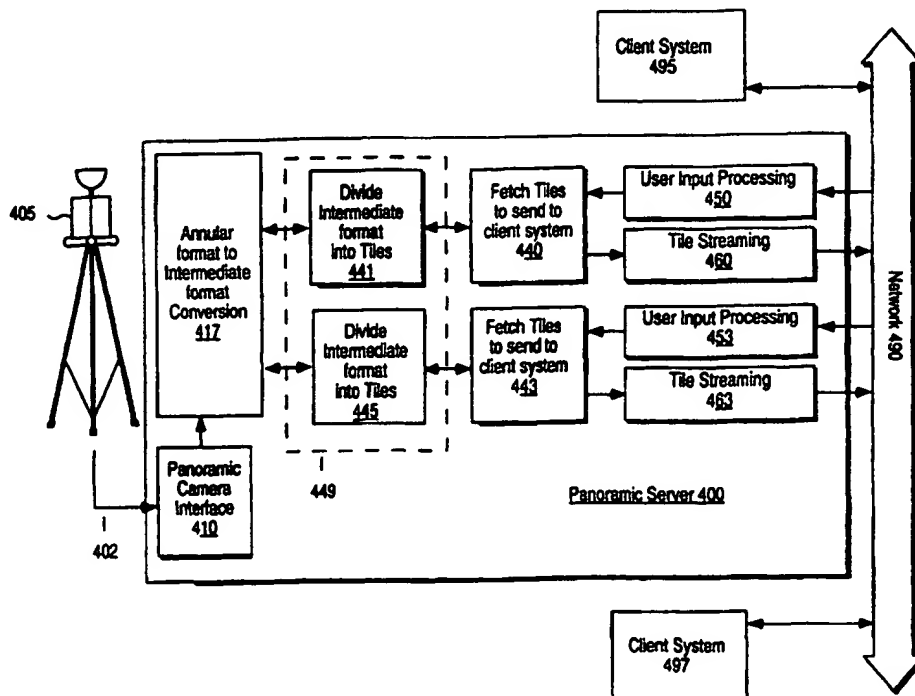 Client System
495
405
Annular
format to
Intermediate
format
Conversion
417
Divide
Intermediate
format
into Tiles
441
Fetch Tiles
to send to
client system
440
User Input Processing
450
Tile Streaming
460
Divide
Intermediate
format
into Tiles
445
Fetch Tiles
to send to
client system
443
User Input Processing
453
Tile Streaming
463
Network 490
Panoramic
Camera
Interface
410
402
449
Panoramic Server 400
Client System
497